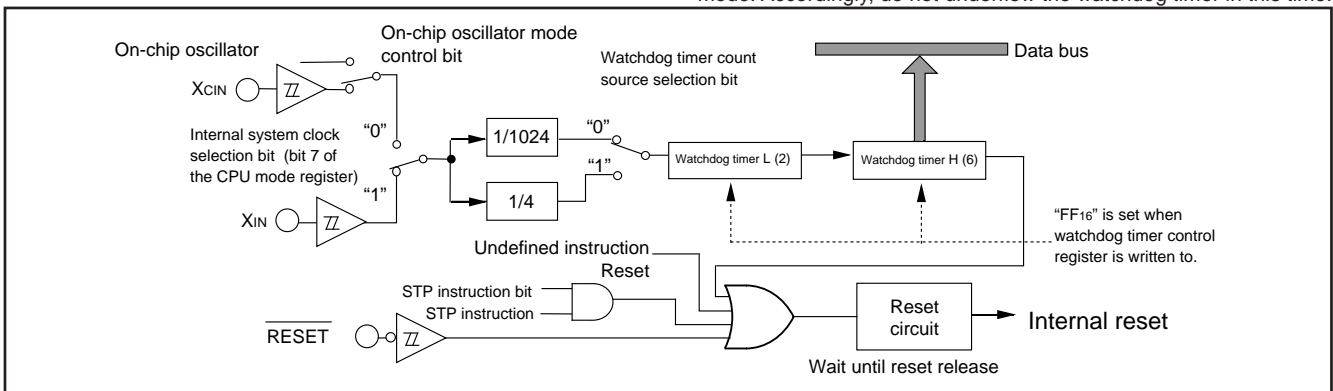 mode. Accordingly, do not underflow the watchdog timer in this time.
On-chip oscillator
On-chip oscillator mode
control bit
XCIN
Watchdog timer count
source selection bit
Data bus
Internal system clock
selection bit (bit 7 of
the CPU mode register)
“0”
“1”
XIN
1/1024
1/4
“0”
“1”
Watchdog timer L (2)
Watchdog timer H (6)
“FF16” is set when
watchdog timer control
register is written to.
Undefined instruction
Reset
STP instruction bit
STP instruction
RESET
Reset
circuit
Internal reset
Wait until reset release